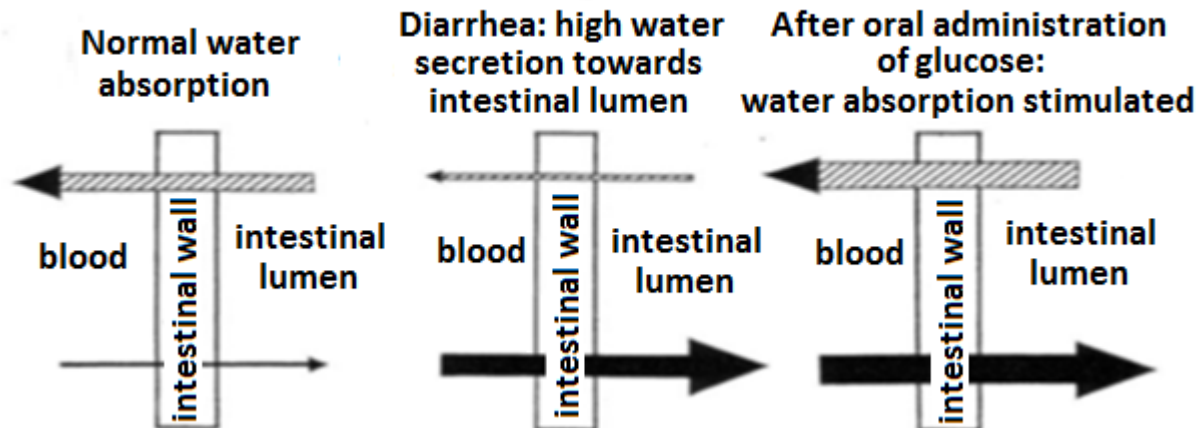 Normal water
absorption
blood
intestinal wall
intestinal
lumen
Diarrhea: high water
secretion towards
intestinal lumen
blood
intestinal wall
intestinal
lumen
After oral administration
of glucose:
water absorption stimulated
blood
intestinal wall
intestinal
lumen